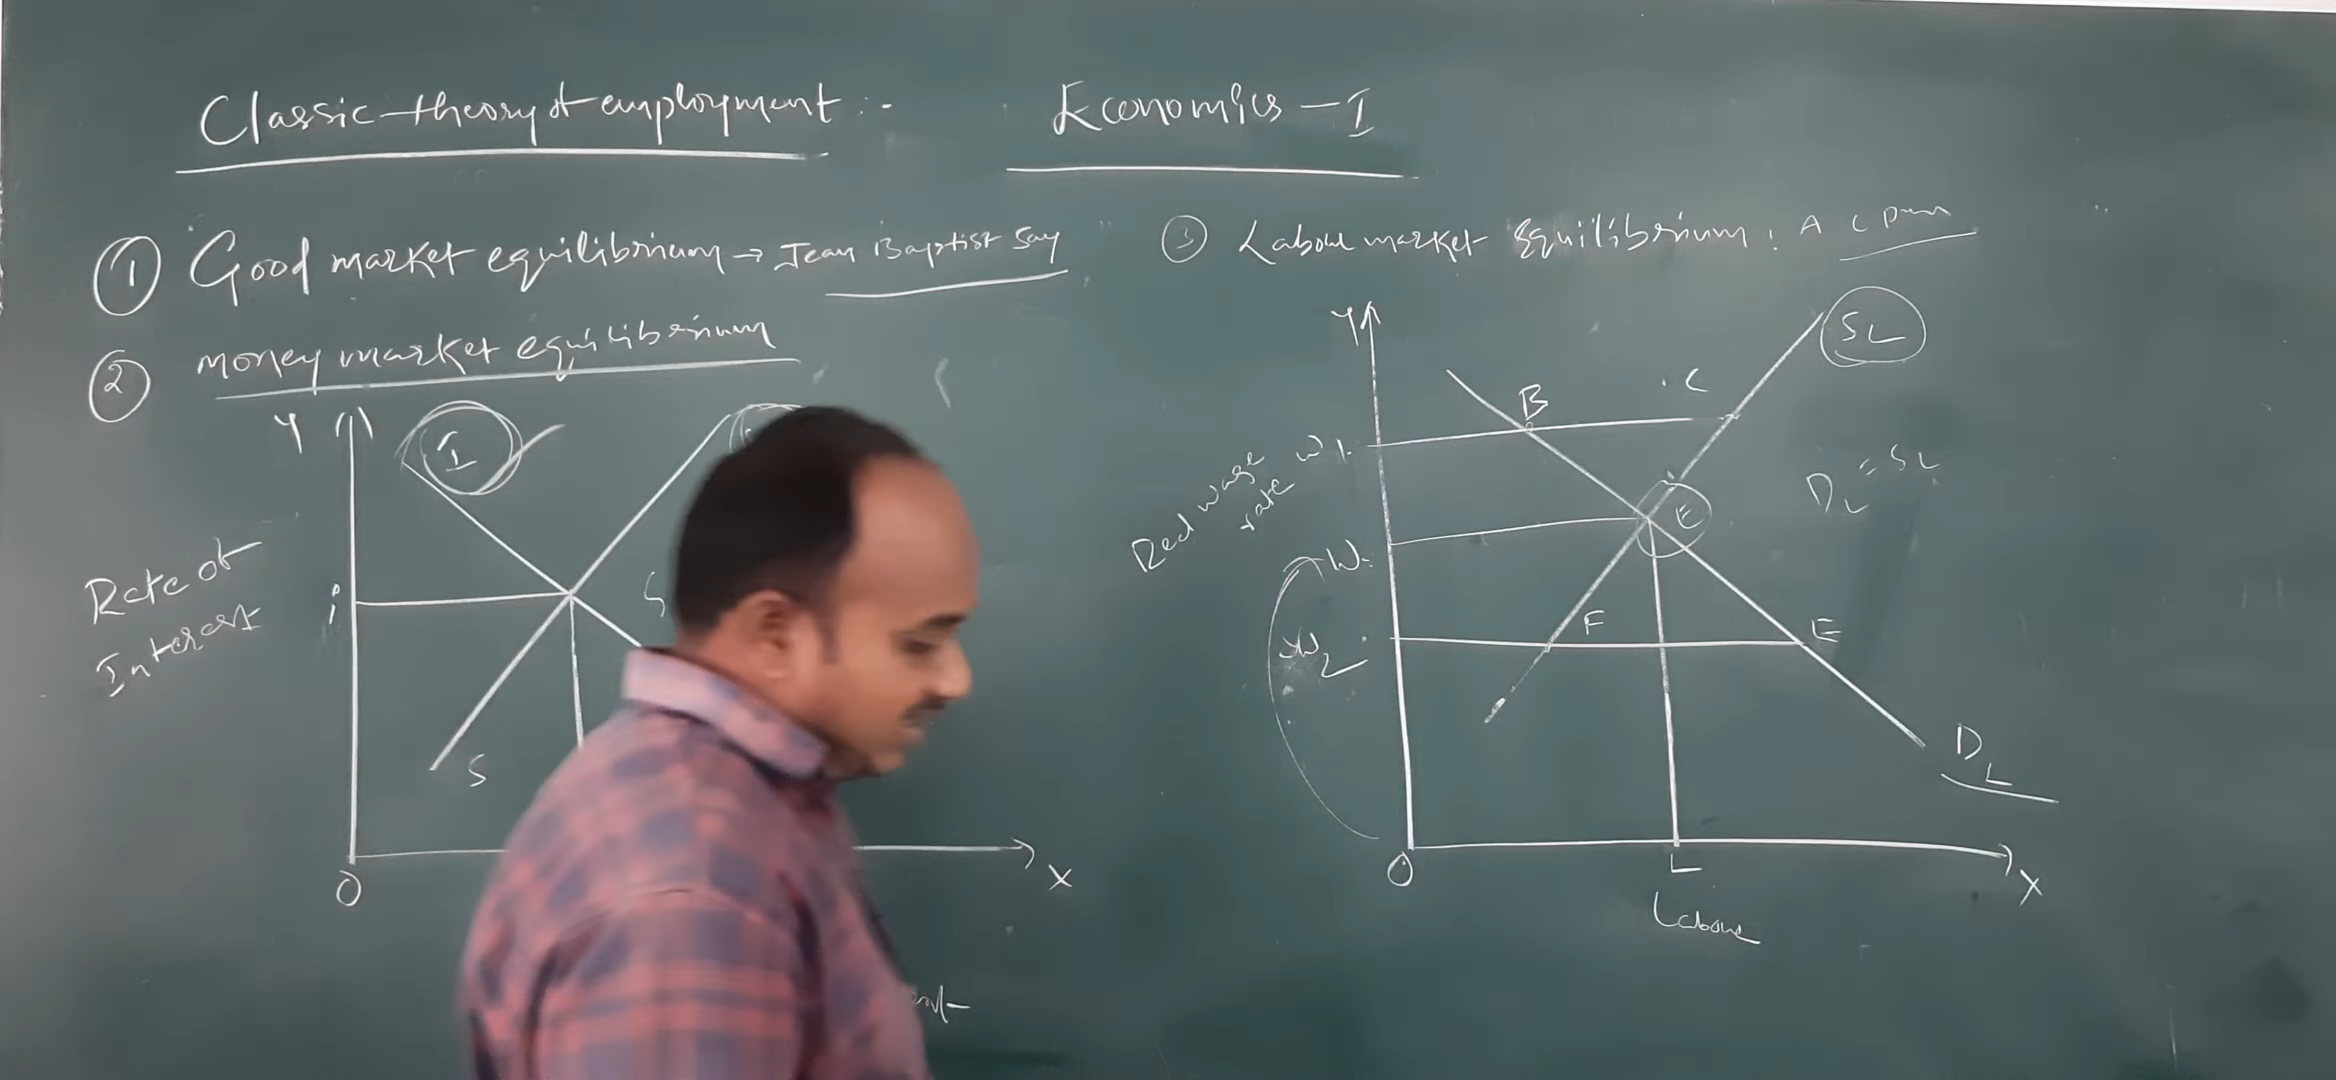 Classic theory of employment :-
Economics - I
① Good market equilibrium → Jean Baptist Say
② money market equilibrium
Y
I
Rate of
Interest
i
S
S
O
X
③ Labour market Equilibrium : A C
Y
SL
B
C
W1
Real wage
rate
E
DL = SL
W
F
E
W2
DL
O
L
X
Labour